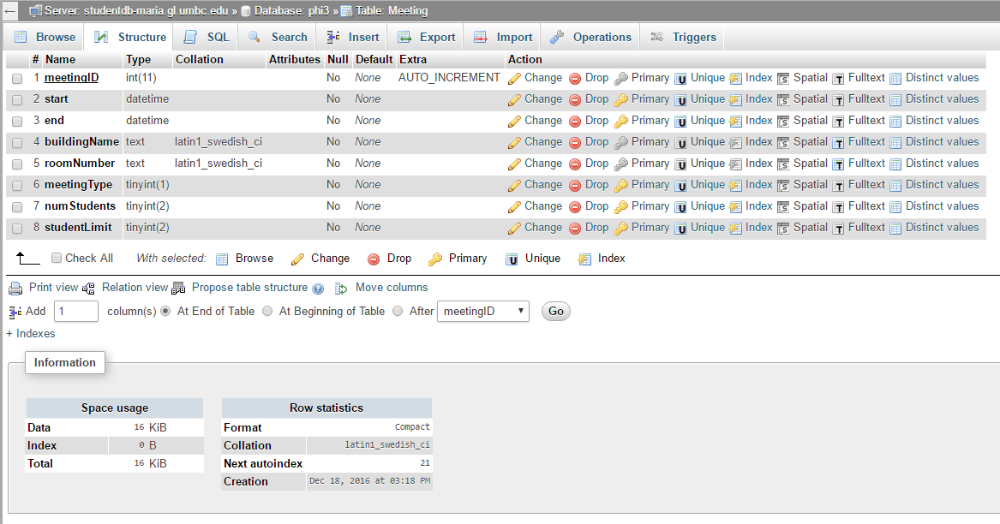 ← Server: studentdb-maria.gl.umbc.edu » Database: phi3 » Table: Meeting
Browse Structure SQL Search Insert Export Import Operations Triggers
# Name Type Collation Attributes Null Default Extra Action
1 meetingID int(11) No None AUTO_INCREMENT Change Drop Primary U Unique Index S Spatial T Fulltext Distinct values
2 start datetime No None Change Drop Primary U Unique Index S Spatial T Fulltext Distinct values
3 end datetime No None Change Drop Primary U Unique Index S Spatial T Fulltext Distinct values
4 buildingName text latin1_swedish_ci No None Change Drop Primary U Unique Index S Spatial T Fulltext Distinct values
5 roomNumber text latin1_swedish_ci No None Change Drop Primary U Unique Index S Spatial T Fulltext Distinct values
6 meetingType tinyint(1) No None Change Drop Primary U Unique Index S Spatial T Fulltext Distinct values
7 numStudents tinyint(2) No None Change Drop Primary U Unique Index S Spatial T Fulltext Distinct values
8 studentLimit tinyint(2) No None Change Drop Primary U Unique Index S Spatial T Fulltext Distinct values
Check All With selected: Browse Change Drop Primary U Unique Index
Print view Relation view Propose table structure ? Move columns
Add 1 column(s) At End of Table At Beginning of Table After meetingID ▼ Go
+ Indexes
Information
Space usage
Data 16 KiB
Index 0 B
Total 16 KiB
Row statistics
Format Compact
Collation latin1_swedish_ci
Next autoindex 21
Creation Dec 18, 2016 at 03:18 PM